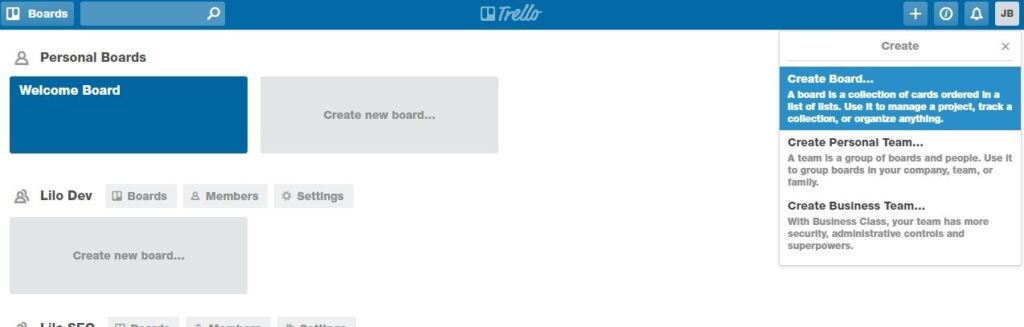 Boards
Trello
JB
Personal Boards
Welcome Board
Create new board...
Lilo Dev
Boards
Members
Settings
Create new board...
Lilo SEO
Boards
Members
Settings
Create
Create Board...
A board is a collection of cards ordered in a
list of lists. Use it to manage a project, track a
collection, or organize anything.
Create Personal Team...
A team is a group of boards and people. Use it
to group boards in your company, team, or
family.
Create Business Team...
With Business Class, your team has more
security, administrative controls and
superpowers.